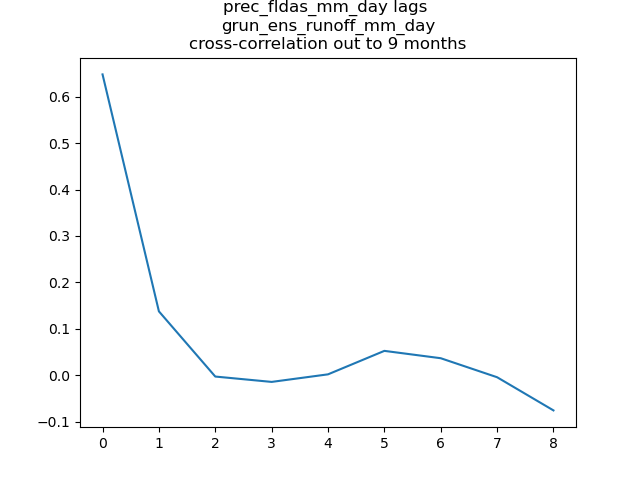 prec_fldas_mm_day lags
grun_ens_runoff_mm_day
cross-correlation out to 9 months
0.6
0.5
0.4
0.3
0.2
0.1
0.0
−0.1
0 1 2 3 4 5 6 7 8